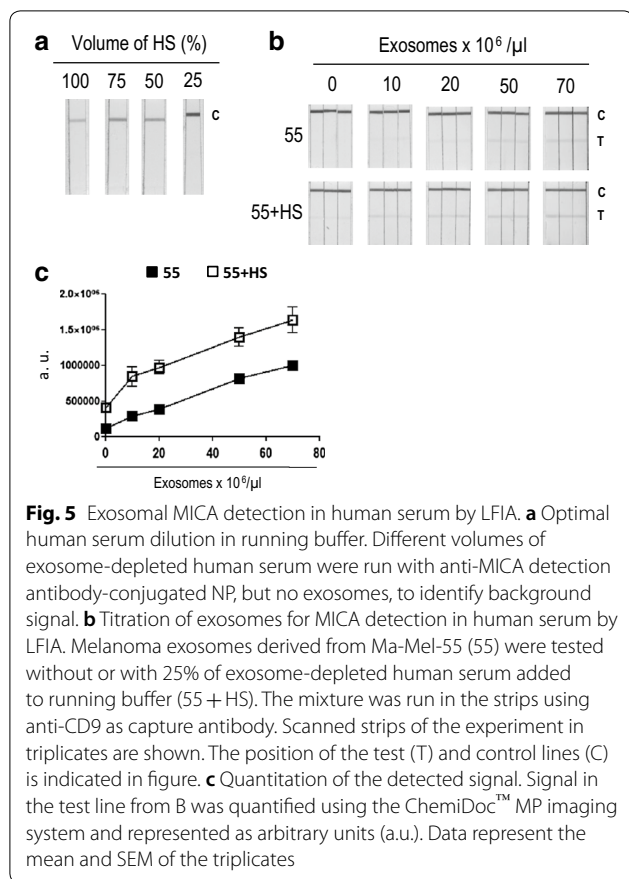 a
Volume of HS (%)
100 75 50 25
C
b
Exosomes x 10⁶ /µl
0 10 20 50 70
55
C
T
55+HS
C
T
c
55 55+HS
2.0×10⁰⁶
1.5×10⁰⁶
1000000
500000
0
a. u.
0 20 40 60 80
Exosomes x 10⁶/µl
Fig. 5 Exosomal MICA detection in human serum by LFIA. a Optimal
human serum dilution in running buffer. Different volumes of
exosome-depleted human serum were run with anti-MICA detection
antibody-conjugated NP, but no exosomes, to identify background
signal. b Titration of exosomes for MICA detection in human serum by
LFIA. Melanoma exosomes derived from Ma-Mel-55 (55) were tested
without or with 25% of exosome-depleted human serum added
to running buffer (55 + HS). The mixture was run in the strips using
anti-CD9 as capture antibody. Scanned strips of the experiment in
triplicates are shown. The position of the test (T) and control lines (C)
is indicated in figure. c Quantitation of the detected signal. Signal in
the test line from B was quantified using the ChemiDoc™ MP imaging
system and represented as arbitrary units (a.u.). Data represent the
mean and SEM of the triplicates